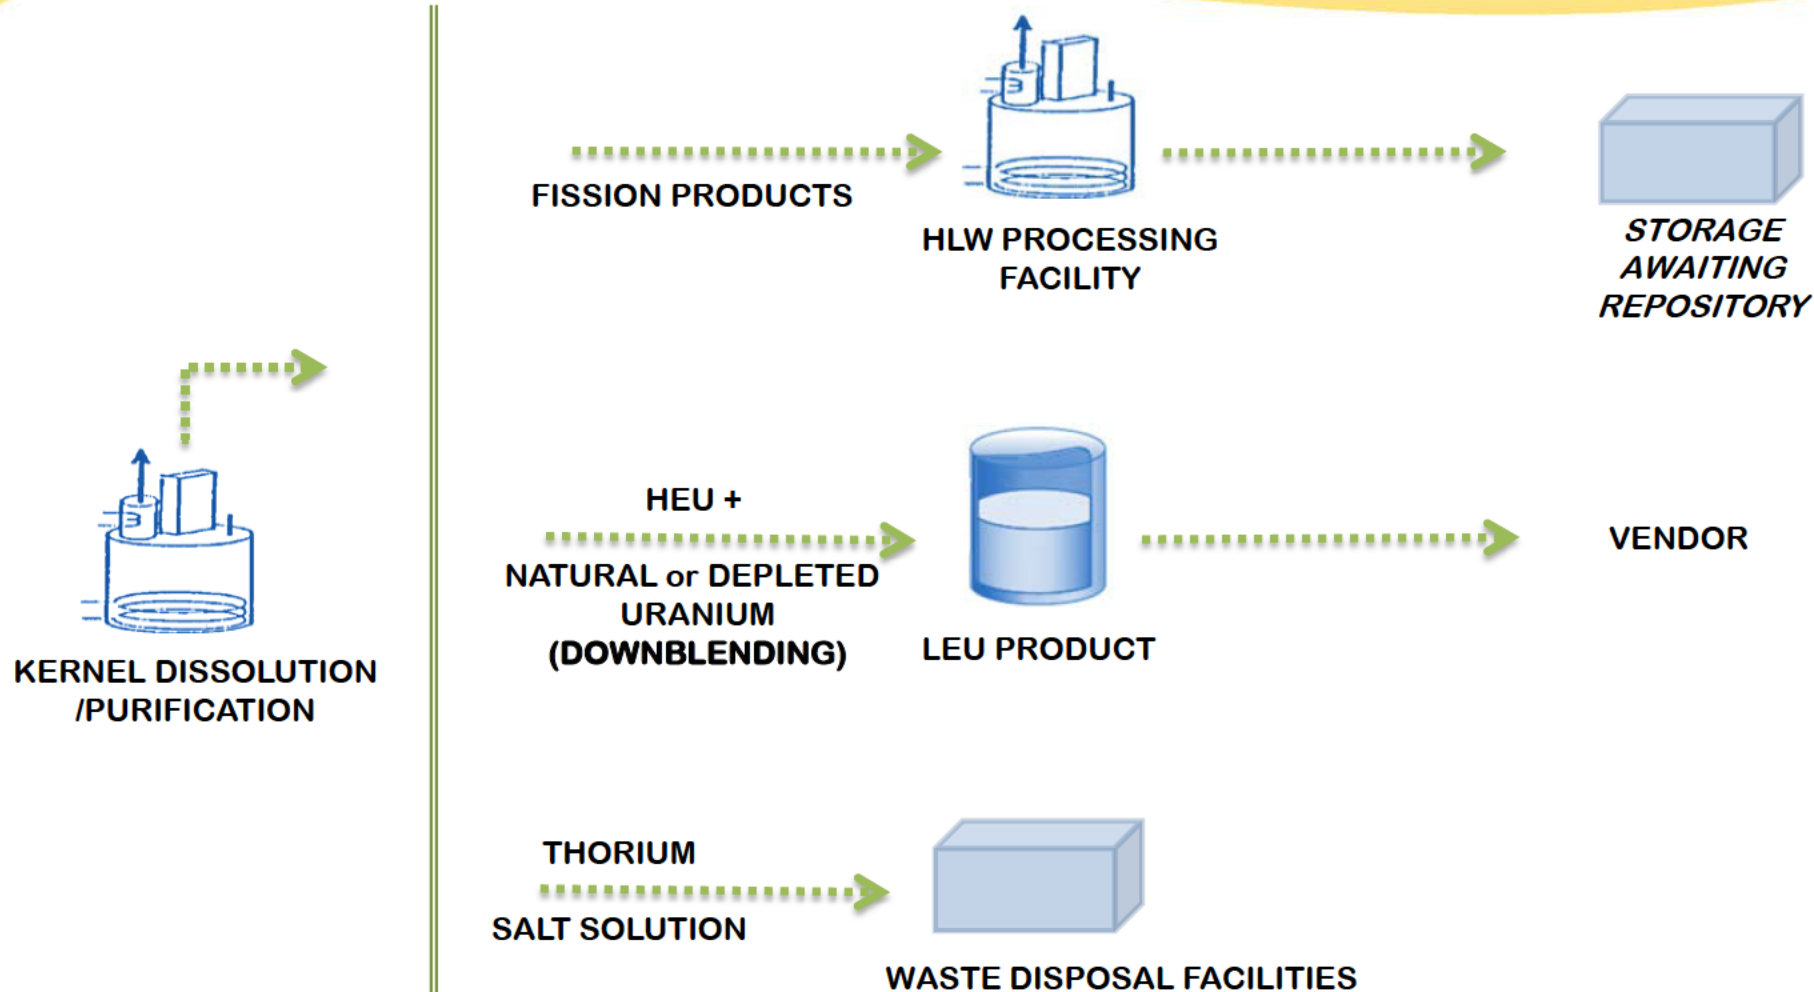 FISSION PRODUCTS
HLW PROCESSING
FACILITY
STORAGE
AWAITING
REPOSITORY
KERNEL DISSOLUTION
/PURIFICATION
HEU +
NATURAL or DEPLETED
URANIUM
(DOWNBLENDING)
LEU PRODUCT
VENDOR
THORIUM
SALT SOLUTION
WASTE DISPOSAL FACILITIES